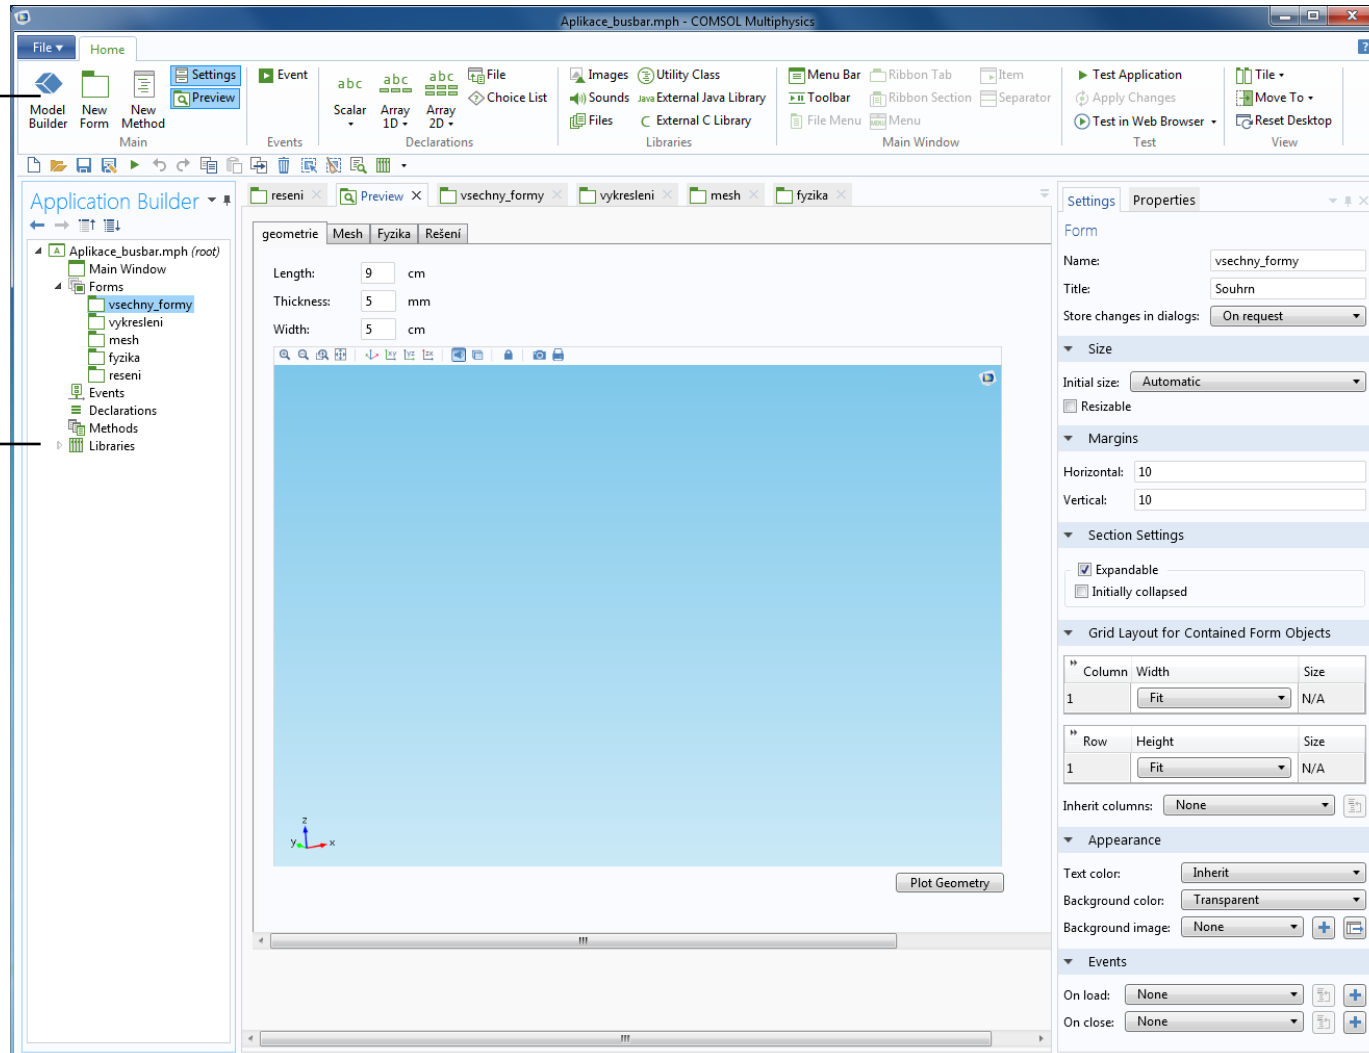 Aplikace_busbar.mph - COMSOL Multiphysics
File Home
Model Builder
New Form
New Method
Settings
Preview
Main
Event
Events
abc Scalar
abc Array 1D
abc Array 2D
File
Choice List
Declarations
Images Utility Class
Sounds Java External Java Library
Files C External C Library
Libraries
Menu Bar Ribbon Tab Item
Toolbar Ribbon Section Separator
File Menu Menu
Main Window
Test Application
Apply Changes
Test in Web Browser
Test
Tile
Move To
Reset Desktop
View
Application Builder
Aplikace_busbar.mph (root)
Main Window
Forms
vsechny_formy
vykresleni
mesh
fyzika
reseni
Events
Declarations
Methods
Libraries
reseni Preview vsechny_formy vykresleni mesh fyzika
geometrie Mesh Fyzika Rešení
Length: 9 cm
Thickness: 5 mm
Width: 5 cm
xy yz zx
z
y x
Plot Geometry
Settings Properties
Form
Name: vsechny_formy
Title: Souhrn
Store changes in dialogs: On request
Size
Initial size: Automatic
Resizable
Margins
Horizontal: 10
Vertical: 10
Section Settings
Expandable
Initially collapsed
Grid Layout for Contained Form Objects
Column Width Size
1 Fit N/A
Row Height Size
1 Fit N/A
Inherit columns: None
Appearance
Text color: Inherit
Background color: Transparent
Background image: None
Events
On load: None
On close: None